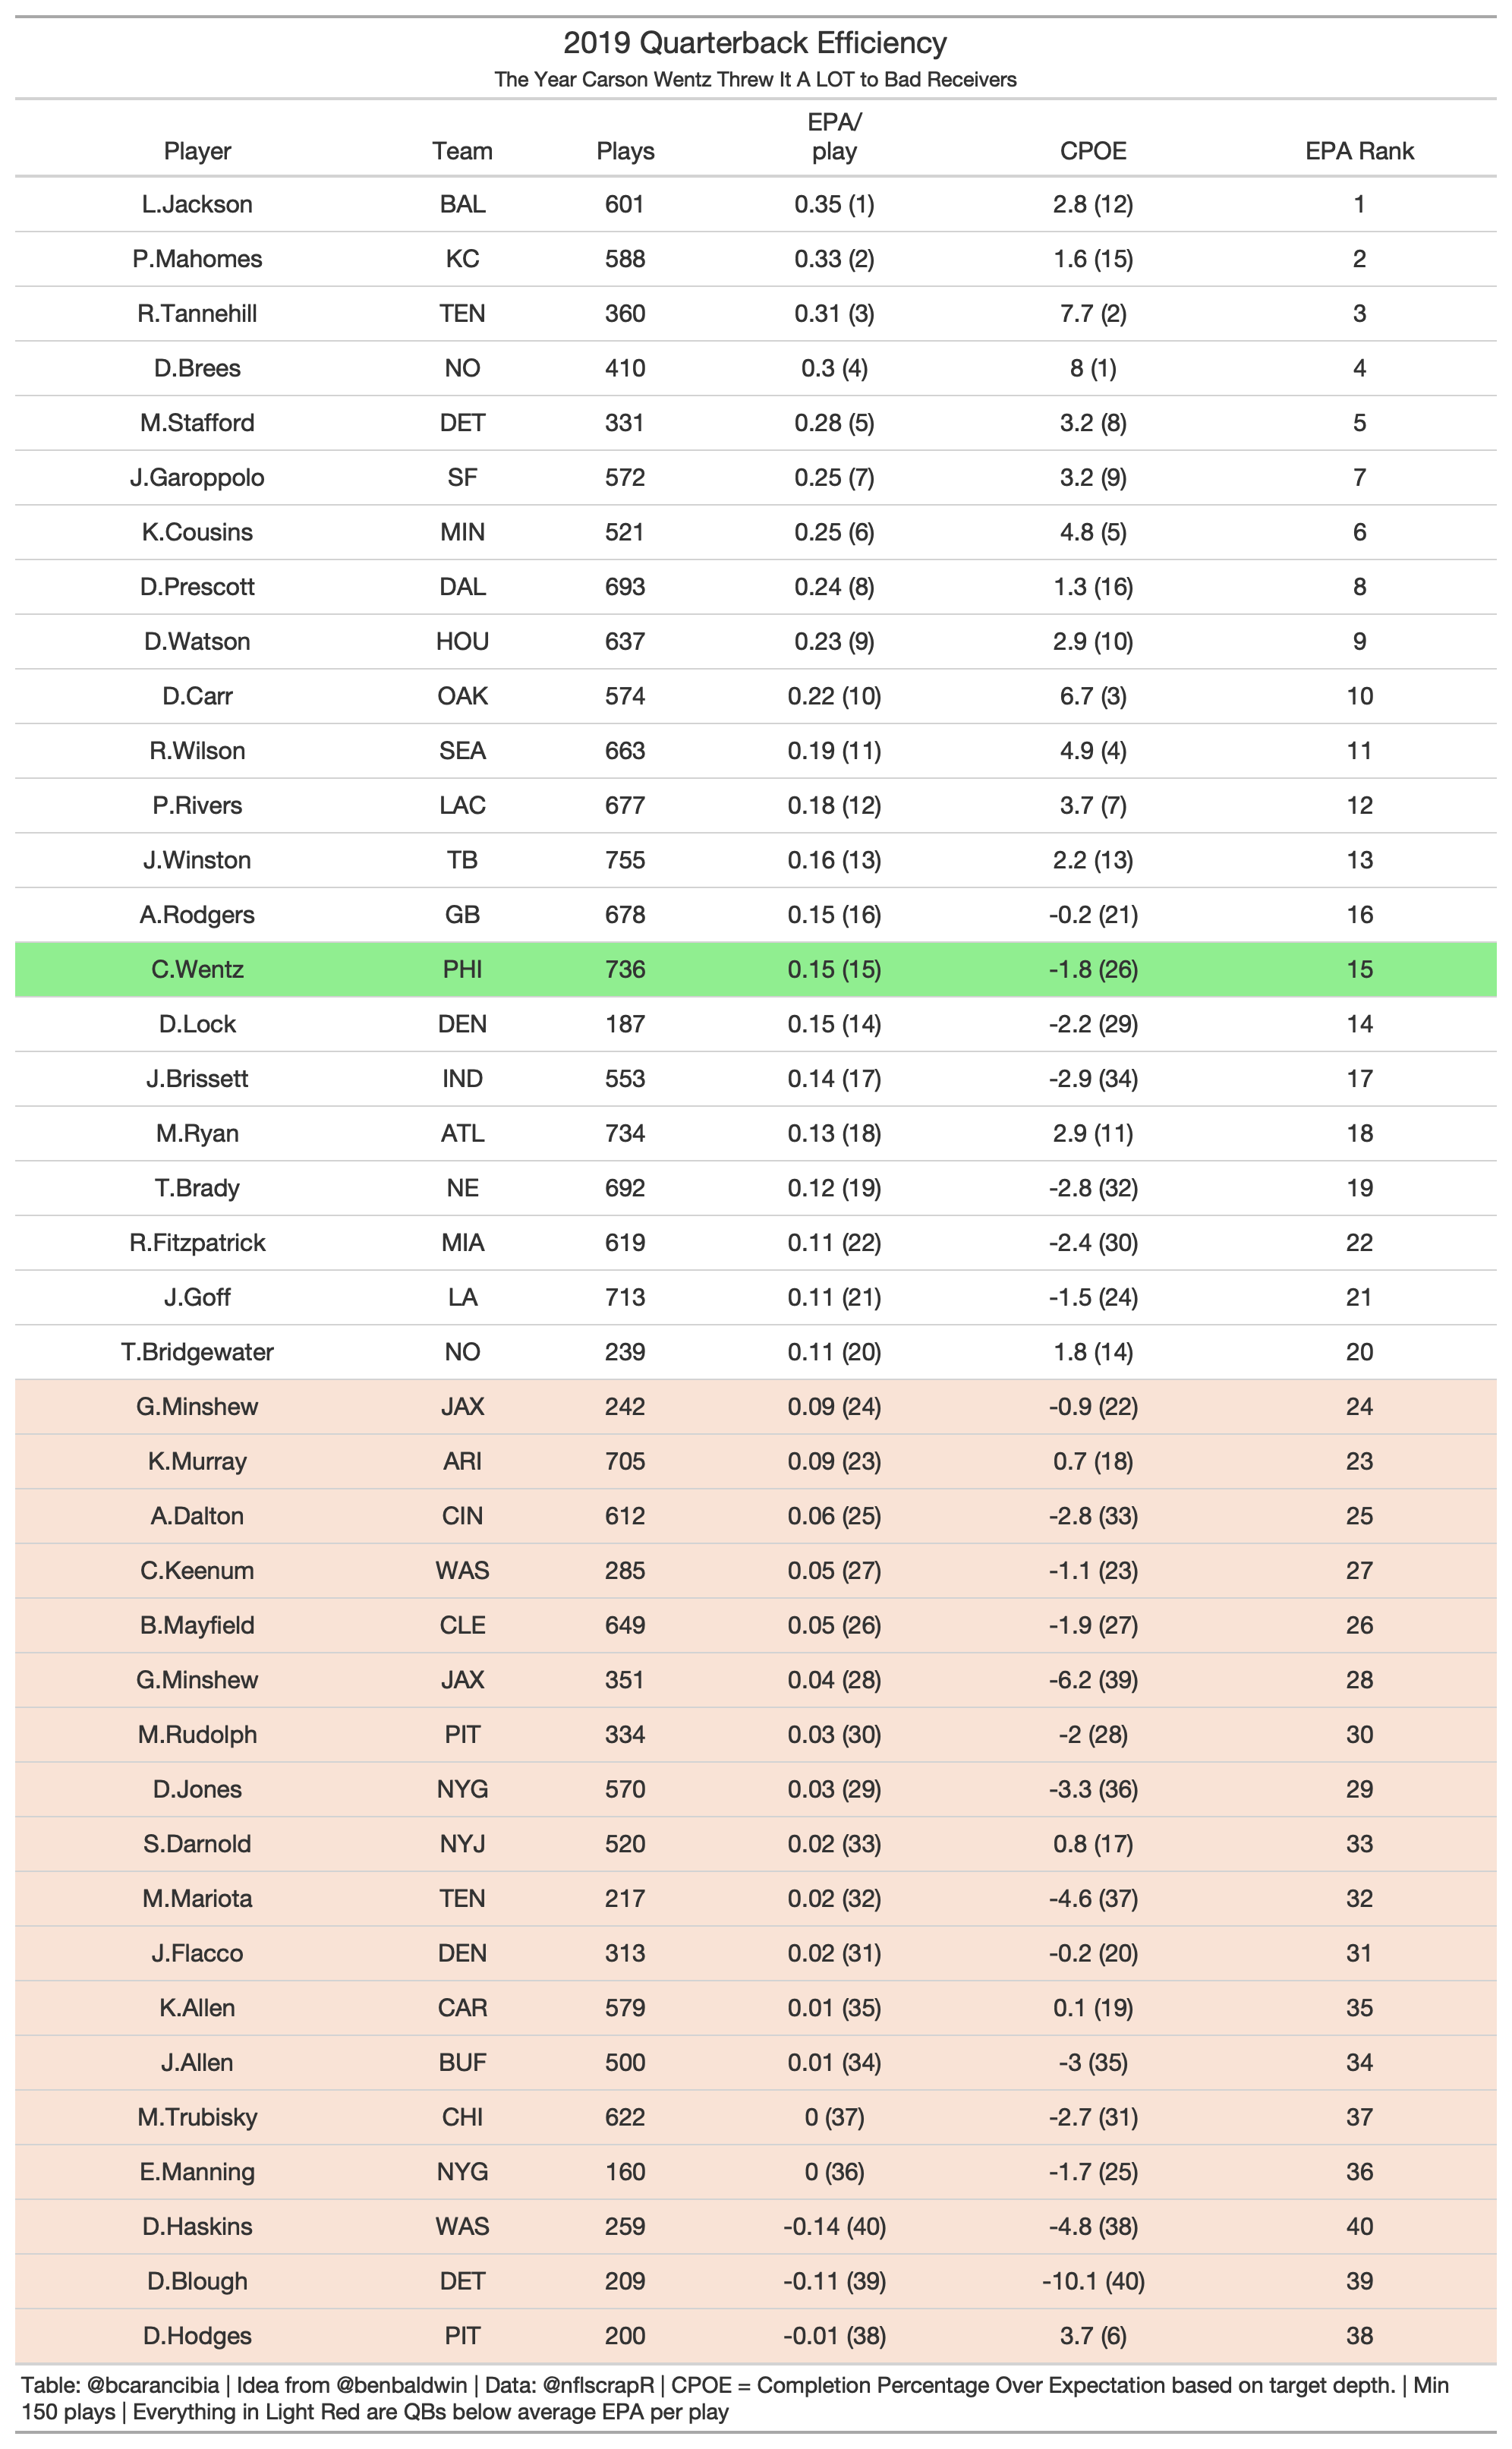 2019 Quarterback Efficiency
The Year Carson Wentz Threw It A LOT to Bad Receivers
Player Team Plays EPA/ play CPOE EPA Rank
L.Jackson BAL 601 0.35 (1) 2.8 (12) 1
P.Mahomes KC 588 0.33 (2) 1.6 (15) 2
R.Tannehill TEN 360 0.31 (3) 7.7 (2) 3
D.Brees NO 410 0.3 (4) 8 (1) 4
M.Stafford DET 331 0.28 (5) 3.2 (8) 5
J.Garoppolo SF 572 0.25 (7) 3.2 (9) 7
K.Cousins MIN 521 0.25 (6) 4.8 (5) 6
D.Prescott DAL 693 0.24 (8) 1.3 (16) 8
D.Watson HOU 637 0.23 (9) 2.9 (10) 9
D.Carr OAK 574 0.22 (10) 6.7 (3) 10
R.Wilson SEA 663 0.19 (11) 4.9 (4) 11
P.Rivers LAC 677 0.18 (12) 3.7 (7) 12
J.Winston TB 755 0.16 (13) 2.2 (13) 13
A.Rodgers GB 678 0.15 (16) -0.2 (21) 16
C.Wentz PHI 736 0.15 (15) -1.8 (26) 15
D.Lock DEN 187 0.15 (14) -2.2 (29) 14
J.Brissett IND 553 0.14 (17) -2.9 (34) 17
M.Ryan ATL 734 0.13 (18) 2.9 (11) 18
T.Brady NE 692 0.12 (19) -2.8 (32) 19
R.Fitzpatrick MIA 619 0.11 (22) -2.4 (30) 22
J.Goff LA 713 0.11 (21) -1.5 (24) 21
T.Bridgewater NO 239 0.11 (20) 1.8 (14) 20
G.Minshew JAX 242 0.09 (24) -0.9 (22) 24
K.Murray ARI 705 0.09 (23) 0.7 (18) 23
A.Dalton CIN 612 0.06 (25) -2.8 (33) 25
C.Keenum WAS 285 0.05 (27) -1.1 (23) 27
B.Mayfield CLE 649 0.05 (26) -1.9 (27) 26
G.Minshew JAX 351 0.04 (28) -6.2 (39) 28
M.Rudolph PIT 334 0.03 (30) -2 (28) 30
D.Jones NYG 570 0.03 (29) -3.3 (36) 29
S.Darnold NYJ 520 0.02 (33) 0.8 (17) 33
M.Mariota TEN 217 0.02 (32) -4.6 (37) 32
J.Flacco DEN 313 0.02 (31) -0.2 (20) 31
K.Allen CAR 579 0.01 (35) 0.1 (19) 35
J.Allen BUF 500 0.01 (34) -3 (35) 34
M.Trubisky CHI 622 0 (37) -2.7 (31) 37
E.Manning NYG 160 0 (36) -1.7 (25) 36
D.Haskins WAS 259 -0.14 (40) -4.8 (38) 40
D.Blough DET 209 -0.11 (39) -10.1 (40) 39
D.Hodges PIT 200 -0.01 (38) 3.7 (6) 38
Table: @bcarancibia | Idea from @benbaldwin | Data: @nflscrapR | CPOE = Completion Percentage Over Expectation based on target depth. | Min
150 plays | Everything in Light Red are QBs below average EPA per play